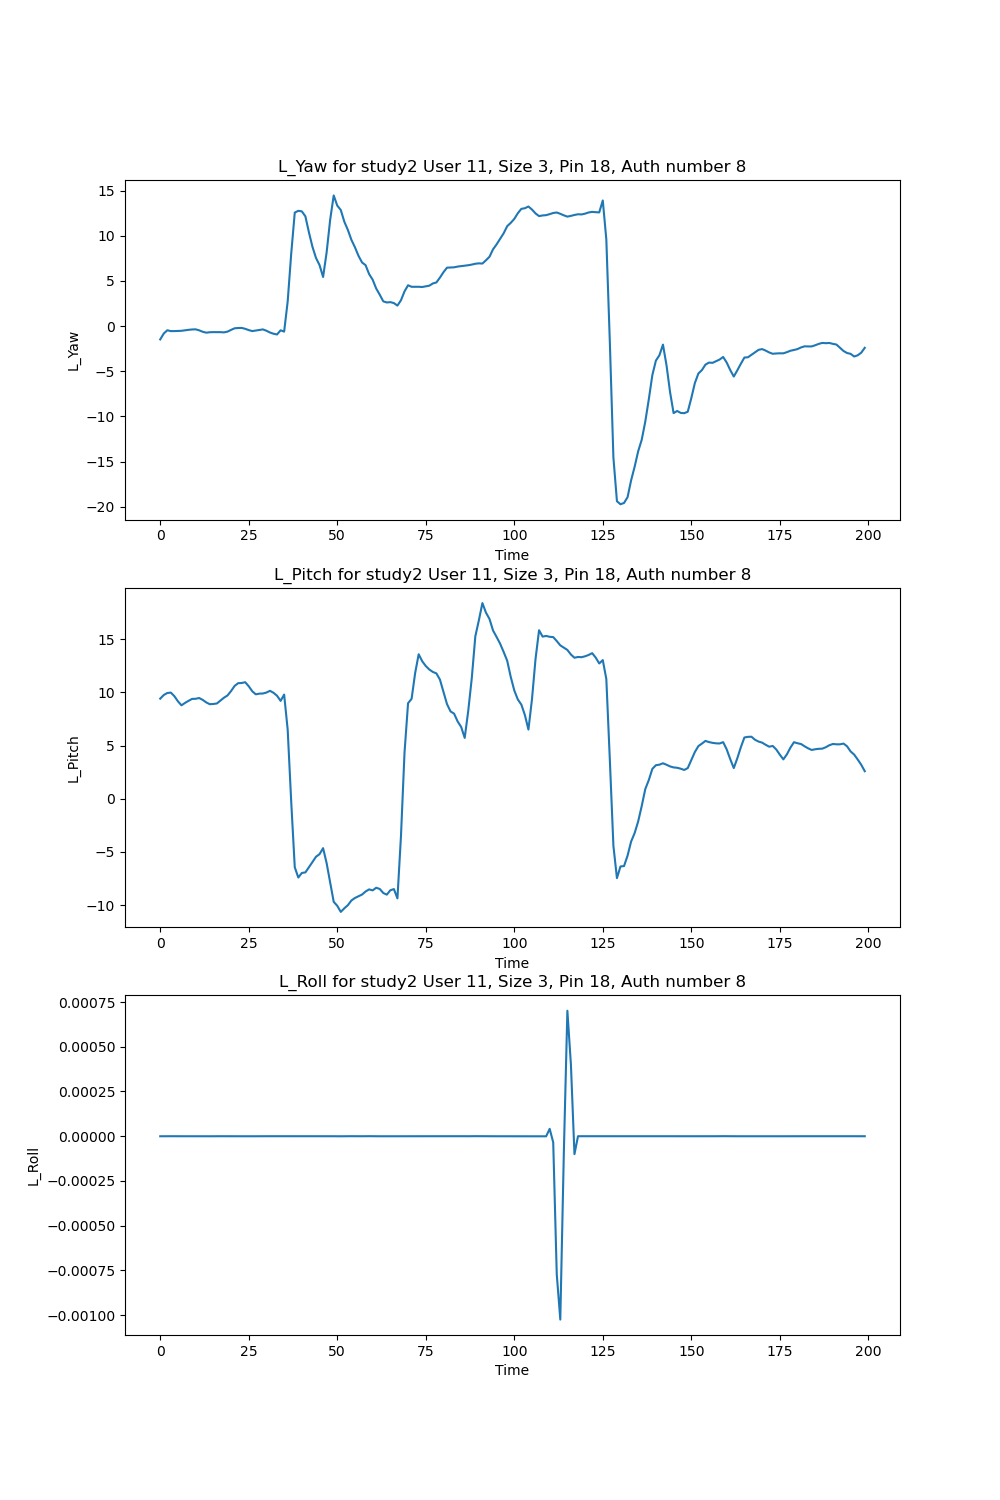 L_Yaw for study2 User 11, Size 3, Pin 18, Auth number 8
15
10
5
0
−5
−10
−15
−20
L_Yaw
0 25 50 75 100 125 150 175 200
Time
L_Pitch for study2 User 11, Size 3, Pin 18, Auth number 8
15
10
5
0
−5
−10
L_Pitch
0 25 50 75 100 125 150 175 200
Time
L_Roll for study2 User 11, Size 3, Pin 18, Auth number 8
0.00075
0.00050
0.00025
0.00000
−0.00025
−0.00050
−0.00075
−0.00100
L_Roll
0 25 50 75 100 125 150 175 200
Time